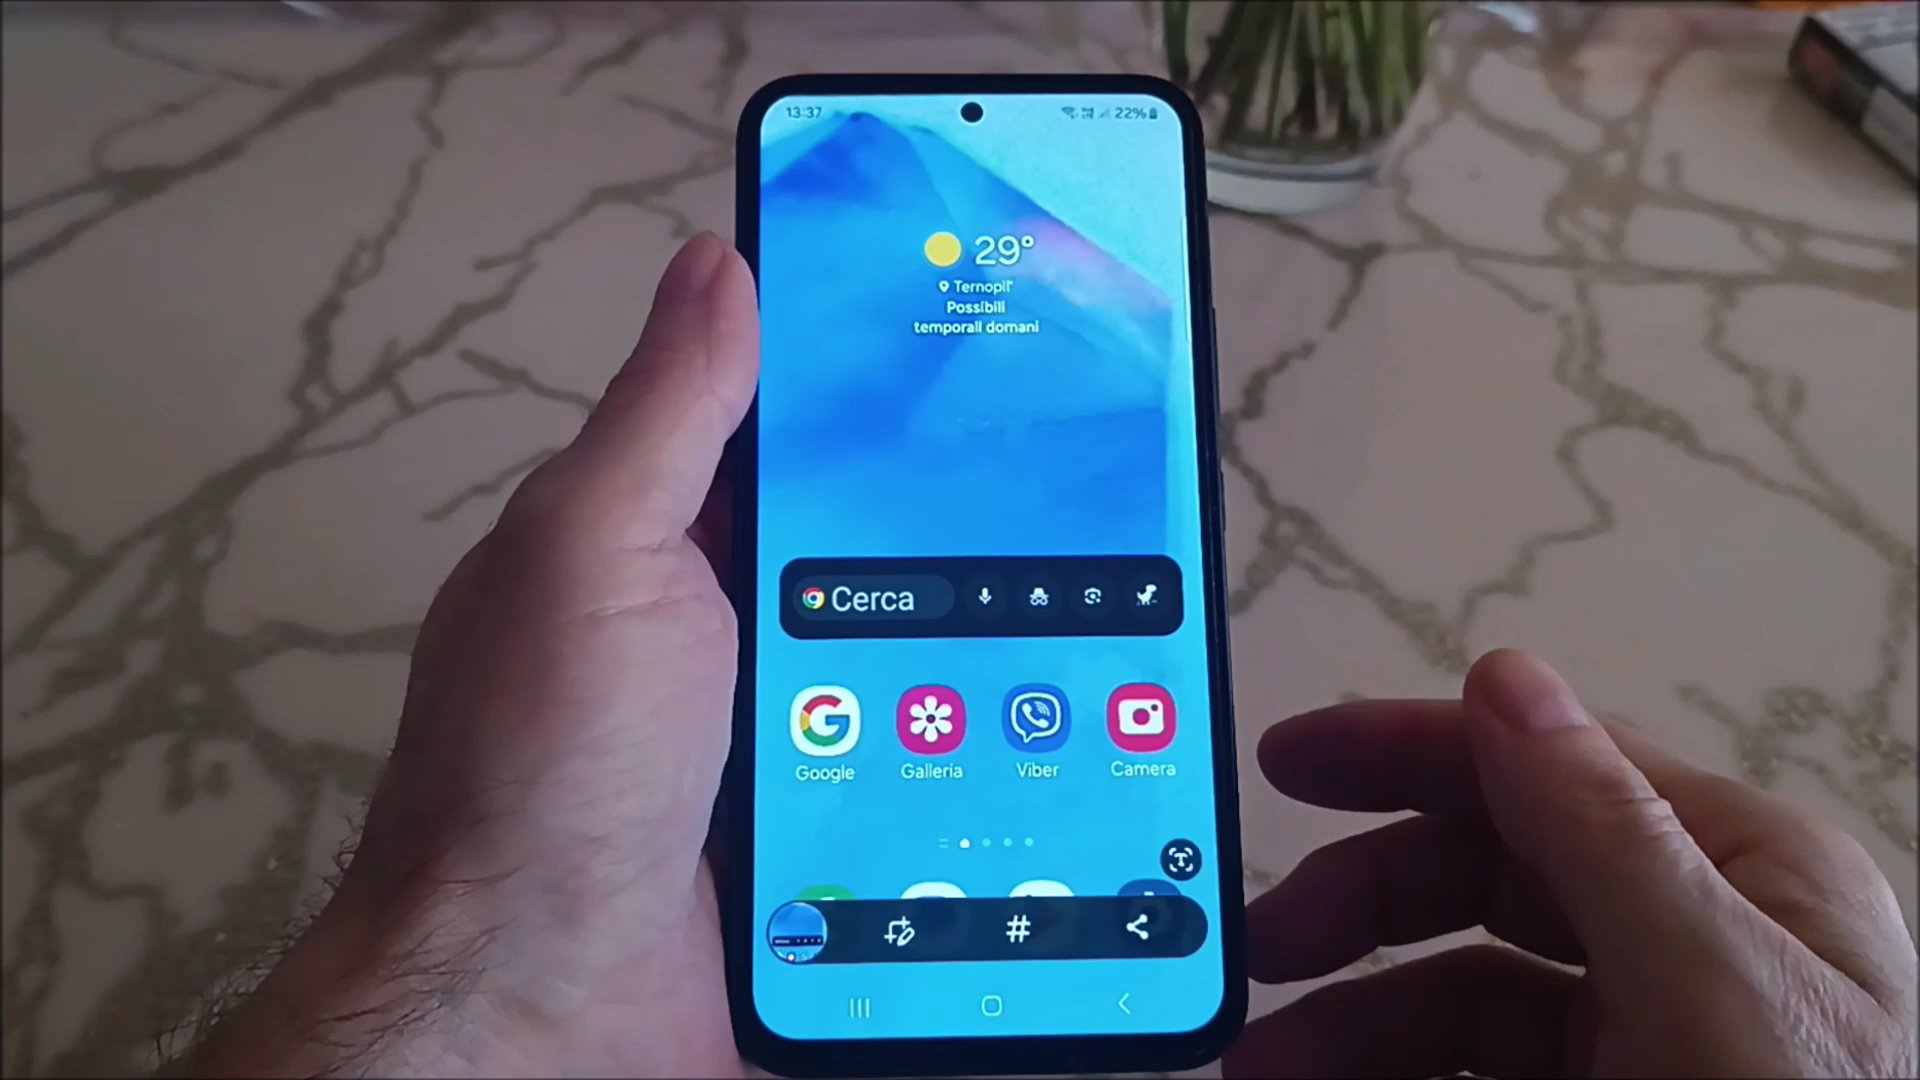 13:37
22%
29°
Ternopil'
Possibili
temporali domani
Cerca
Google
Galleria
Viber
Camera
#